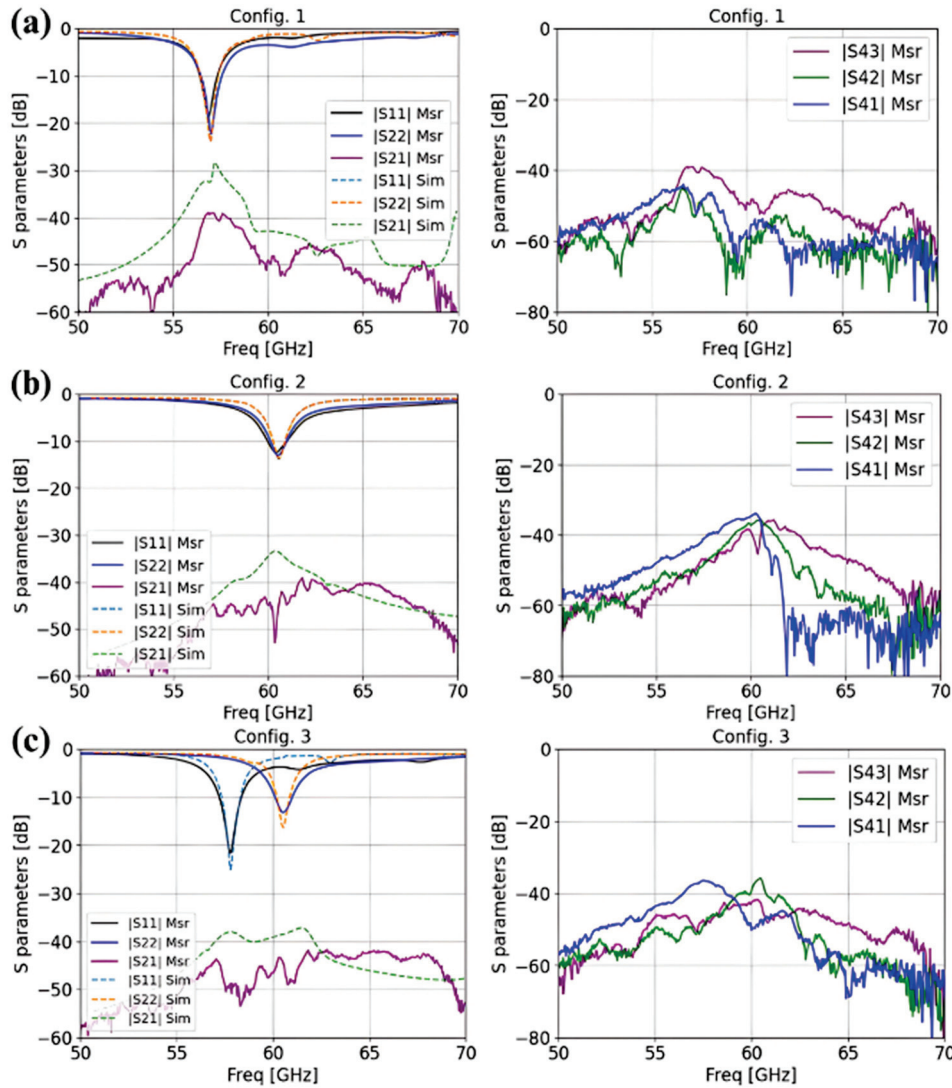 (a)
Config. 1
S parameters [dB]
0
−10
−20
−30
−40
−50
−60
50
55
60
65
70
Freq [GHz]
|S11| Msr
|S22| Msr
|S21| Msr
|S11| Sim
|S22| Sim
|S21| Sim
Config. 1
S parameters [dB]
0
−20
−40
−60
−80
50
55
60
65
70
Freq [GHz]
|S43| Msr
|S42| Msr
|S41| Msr
(b)
Config. 2
S parameters [dB]
0
−10
−20
−30
−40
−50
−60
50
55
60
65
70
Freq [GHz]
|S11| Msr
|S22| Msr
|S21| Msr
|S11| Sim
|S22| Sim
|S21| Sim
Config. 2
S parameters [dB]
0
−20
−40
−60
−80
50
55
60
65
70
Freq [GHz]
|S43| Msr
|S42| Msr
|S41| Msr
(c)
Config. 3
S parameters [dB]
0
−10
−20
−30
−40
−50
−60
50
55
60
65
70
Freq [GHz]
|S11| Msr
|S22| Msr
|S21| Msr
|S11| Sim
|S22| Sim
|S21| Sim
Config. 3
S parameters [dB]
0
−20
−40
−60
−80
50
55
60
65
70
Freq [GHz]
|S43| Msr
|S42| Msr
|S41| Msr